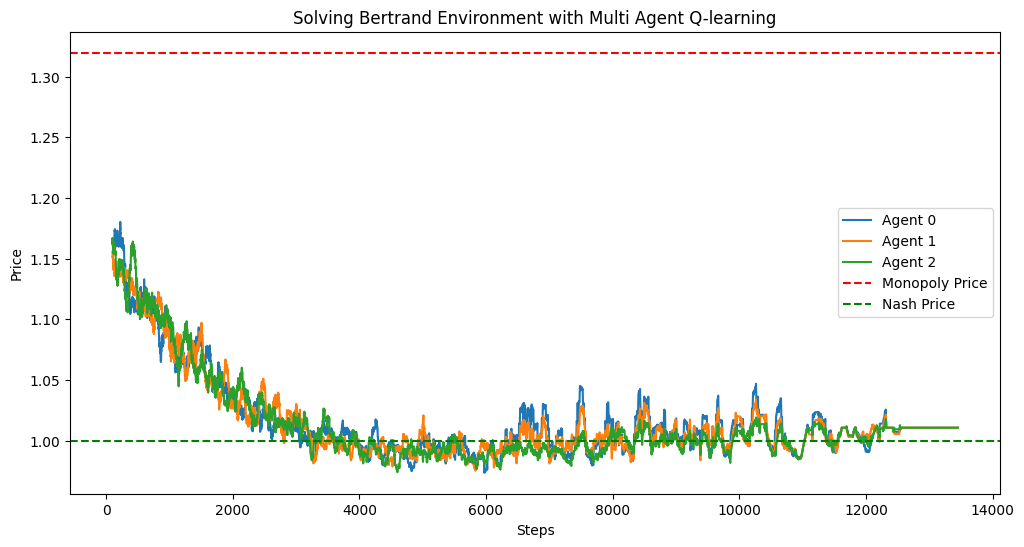 Solving Bertrand Environment with Multi Agent Q-learning
1.30
1.25
1.20
1.15
1.10
1.05
1.00
Price
Agent 0
Agent 1
Agent 2
Monopoly Price
Nash Price
0 2000 4000 6000 8000 10000 12000 14000
Steps